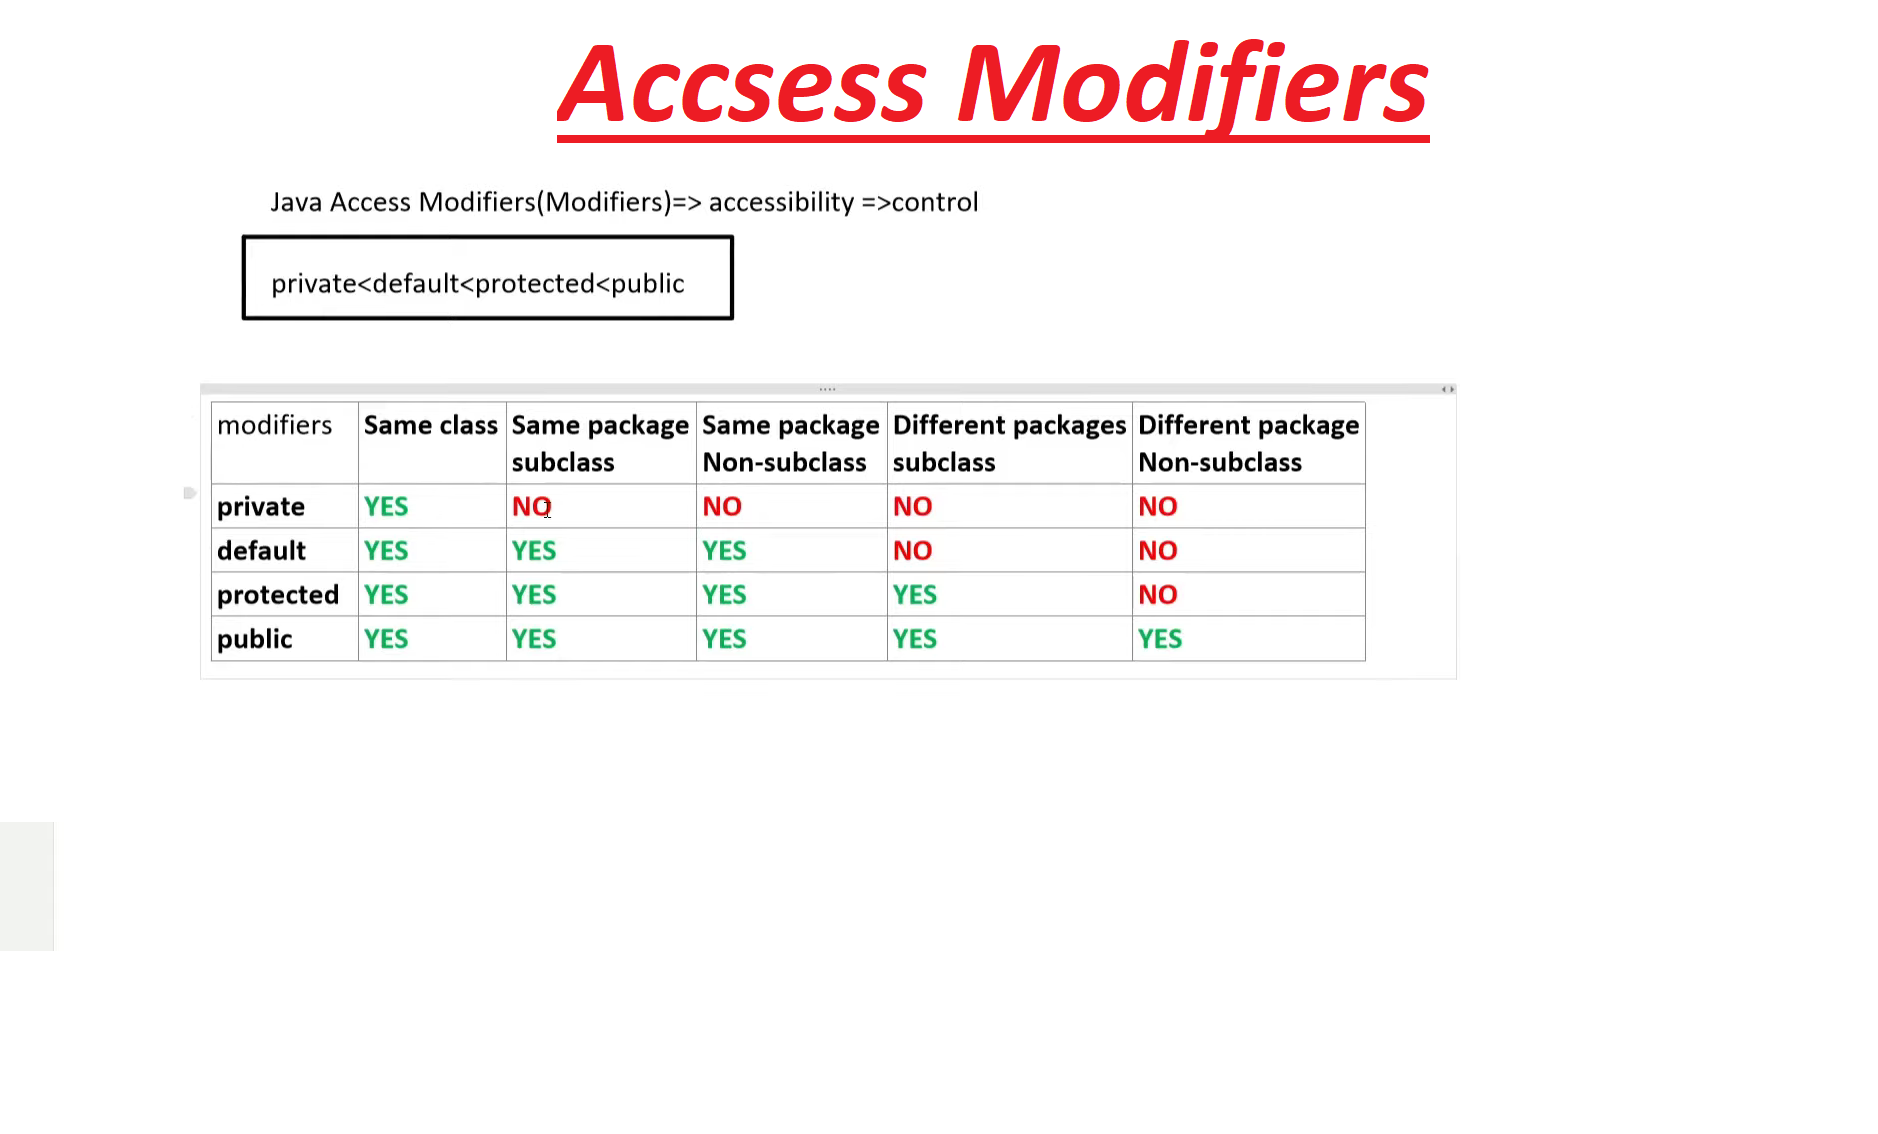 Accsess Modifiers
Java Access Modifiers(Modifiers)=> accessibility =>control
private<default<protected<public
modifiers Same class Same package subclass Same package Non-subclass Different packages subclass Different package Non-subclass
private YES NO NO NO NO
default YES YES YES NO NO
protected YES YES YES YES NO
public YES YES YES YES YES